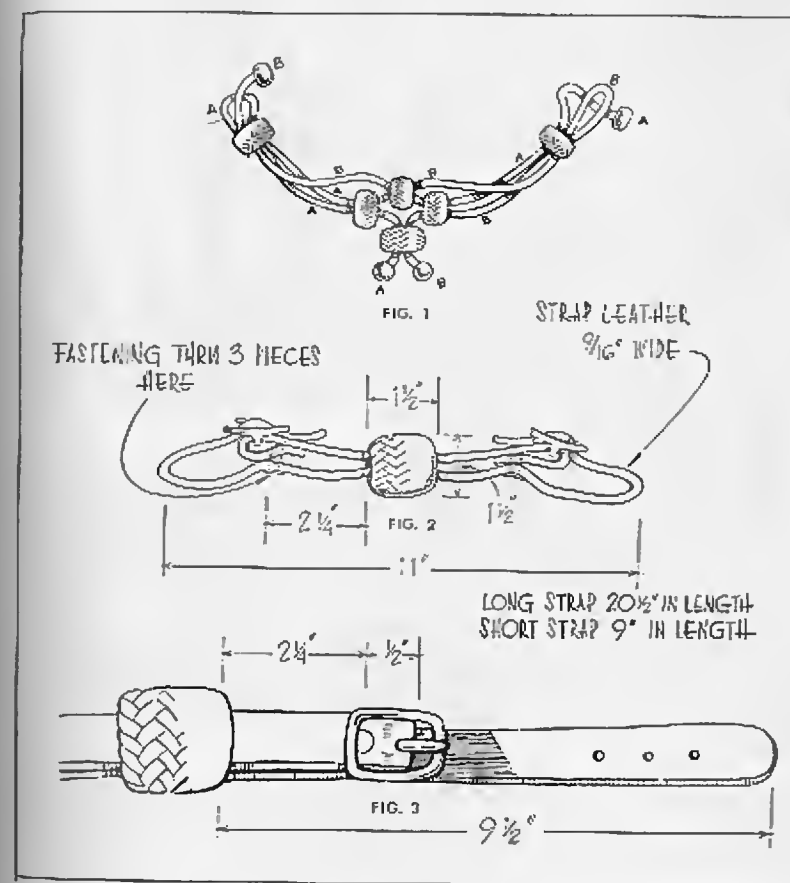 B
B
A
A
B
B
A
A
A
B
A
B
FIG. 1
STRAP LEATHER
9/16" WIDE
FASTENING THRU 3 PIECES
HERE
1½"
2¼"
FIG. 2
1½"
11"
LONG STRAP 20½" IN LENGTH
SHORT STRAP 9" IN LENGTH
2¼"
½"
FIG. 3
9½"